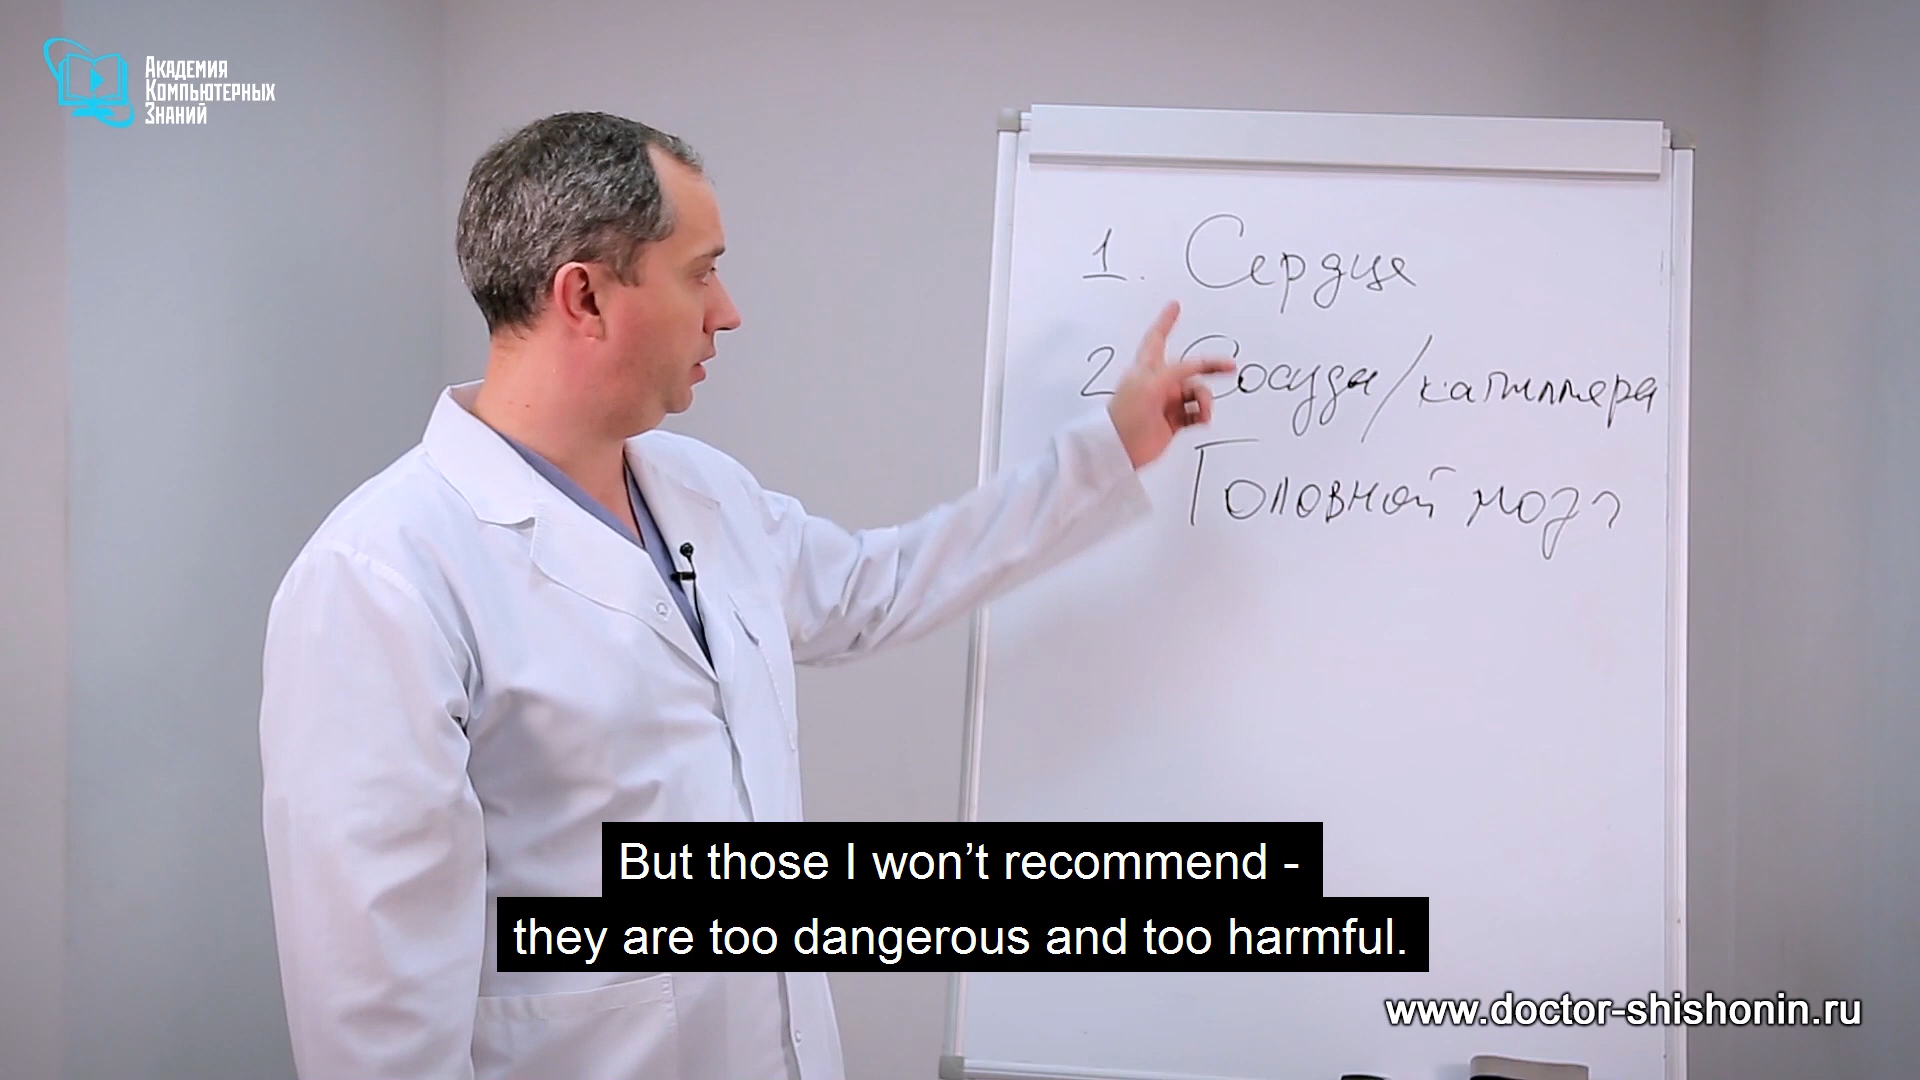 Академия
Компьютерных
Знаний
1. Сердце
2 Сосуды/капилляры
Головной мозг
But those I won’t recommend -
they are too dangerous and too harmful.
www.doctor-shishonin.ru